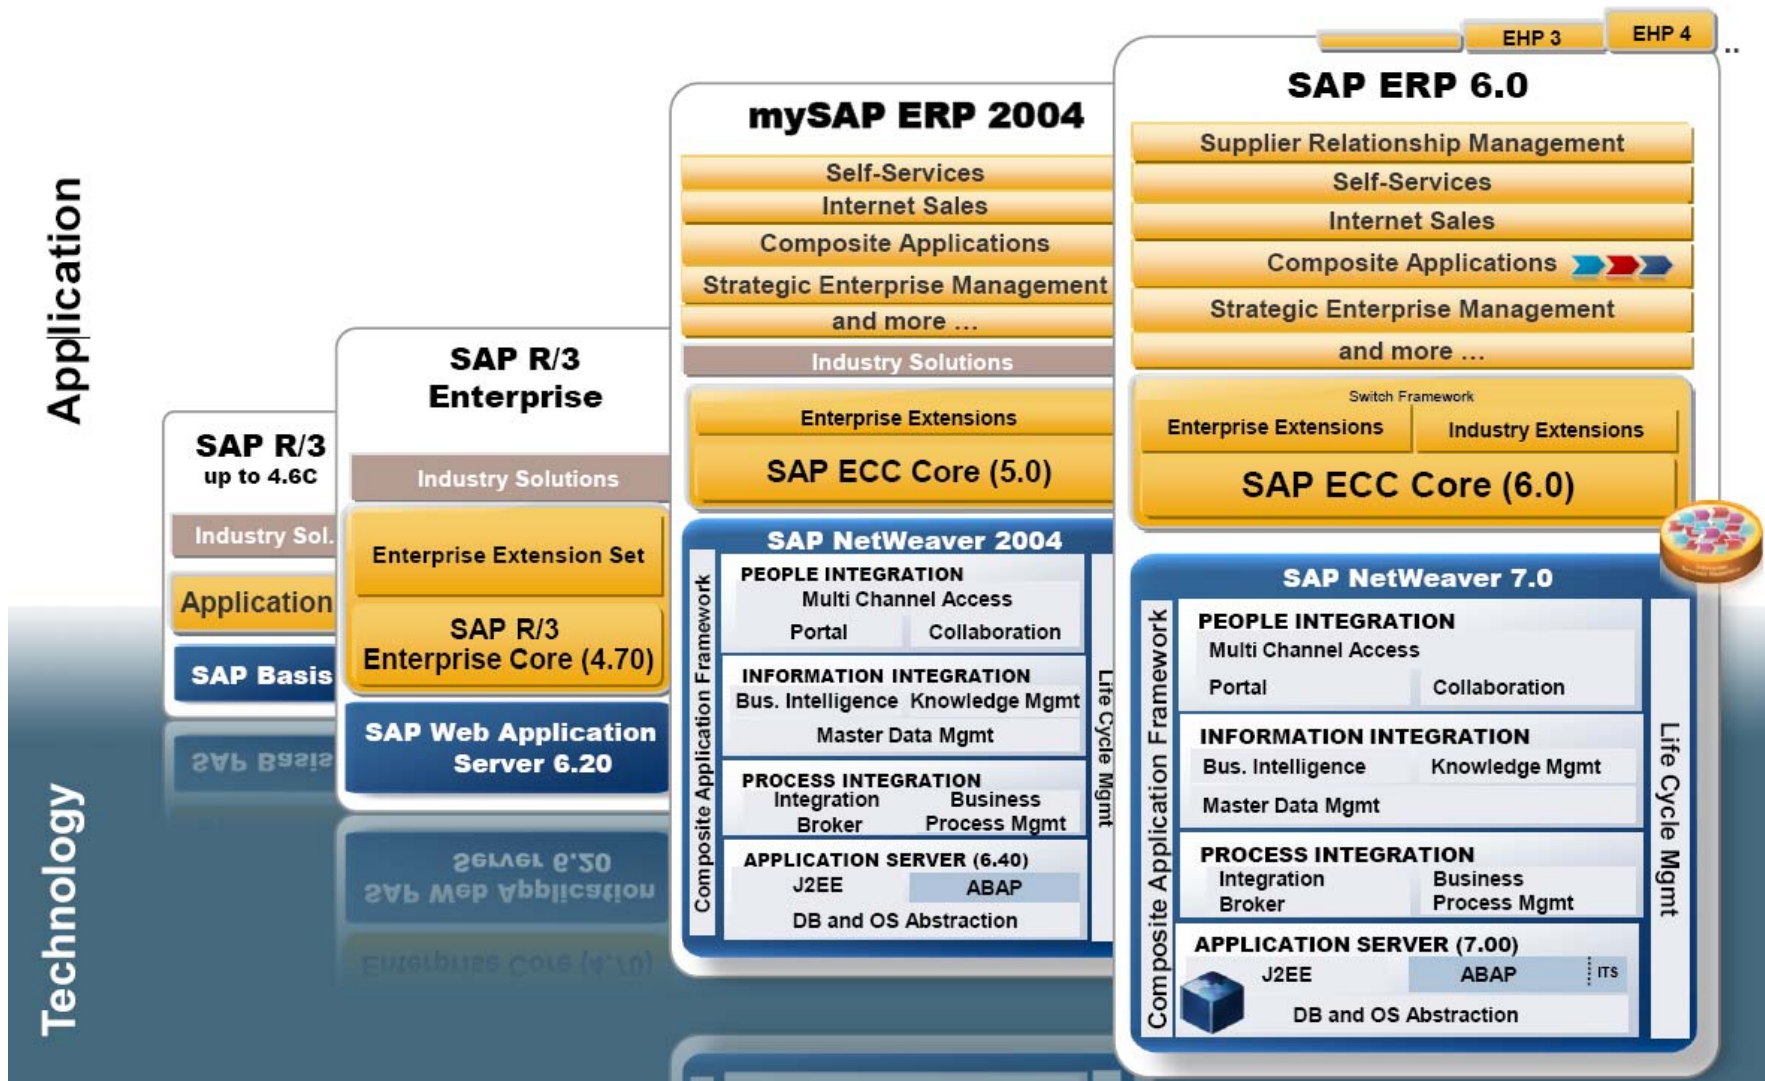 Application
Technology
SAP R/3
up to 4.6C
Industry Sol.
Application
SAP Basis
SAP R/3
Enterprise
Industry Solutions
Enterprise Extension Set
SAP R/3
Enterprise Core (4.70)
SAP Web Application
Server 6.20
mySAP ERP 2004
Self-Services
Internet Sales
Composite Applications
Strategic Enterprise Management
and more ...
Industry Solutions
Enterprise Extensions
SAP ECC Core (5.0)
SAP NetWeaver 2004
Composite Application Framework
PEOPLE INTEGRATION
Multi Channel Access
Portal Collaboration
INFORMATION INTEGRATION
Bus. Intelligence Knowledge Mgmt
Master Data Mgmt
PROCESS INTEGRATION
Integration Broker
Business Process Mgmt
APPLICATION SERVER (6.40)
J2EE ABAP
DB and OS Abstraction
Life Cycle Mgmt
EHP 3
EHP 4
..
SAP ERP 6.0
Supplier Relationship Management
Self-Services
Internet Sales
Composite Applications
Strategic Enterprise Management
and more ...
Switch Framework
Enterprise Extensions Industry Extensions
SAP ECC Core (6.0)
SAP NetWeaver 7.0
Composite Application Framework
PEOPLE INTEGRATION
Multi Channel Access
Portal Collaboration
INFORMATION INTEGRATION
Bus. Intelligence Knowledge Mgmt
Master Data Mgmt
PROCESS INTEGRATION
Integration Broker
Business Process Mgmt
APPLICATION SERVER (7.00)
J2EE ABAP ITS
DB and OS Abstraction
Life Cycle Mgmt